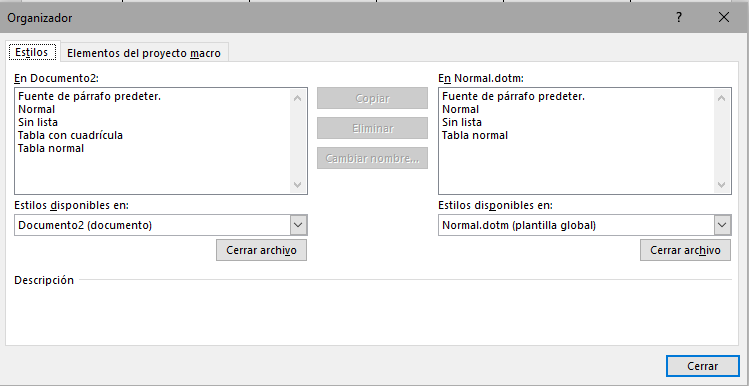 Organizador
?
Estilos
Elementos del proyecto macro
En Documento2:
Fuente de párrafo predeter.
Normal
Sin lista
Tabla con cuadrícula
Tabla normal
Copiar
Eliminar
Cambiar nombre...
En Normal.dotm:
Fuente de párrafo predeter.
Normal
Sin lista
Tabla normal
Estilos disponibles en:
Documento2 (documento)
Cerrar archivo
Estilos disponibles en:
Normal.dotm (plantilla global)
Cerrar archivo
Descripción
Cerrar